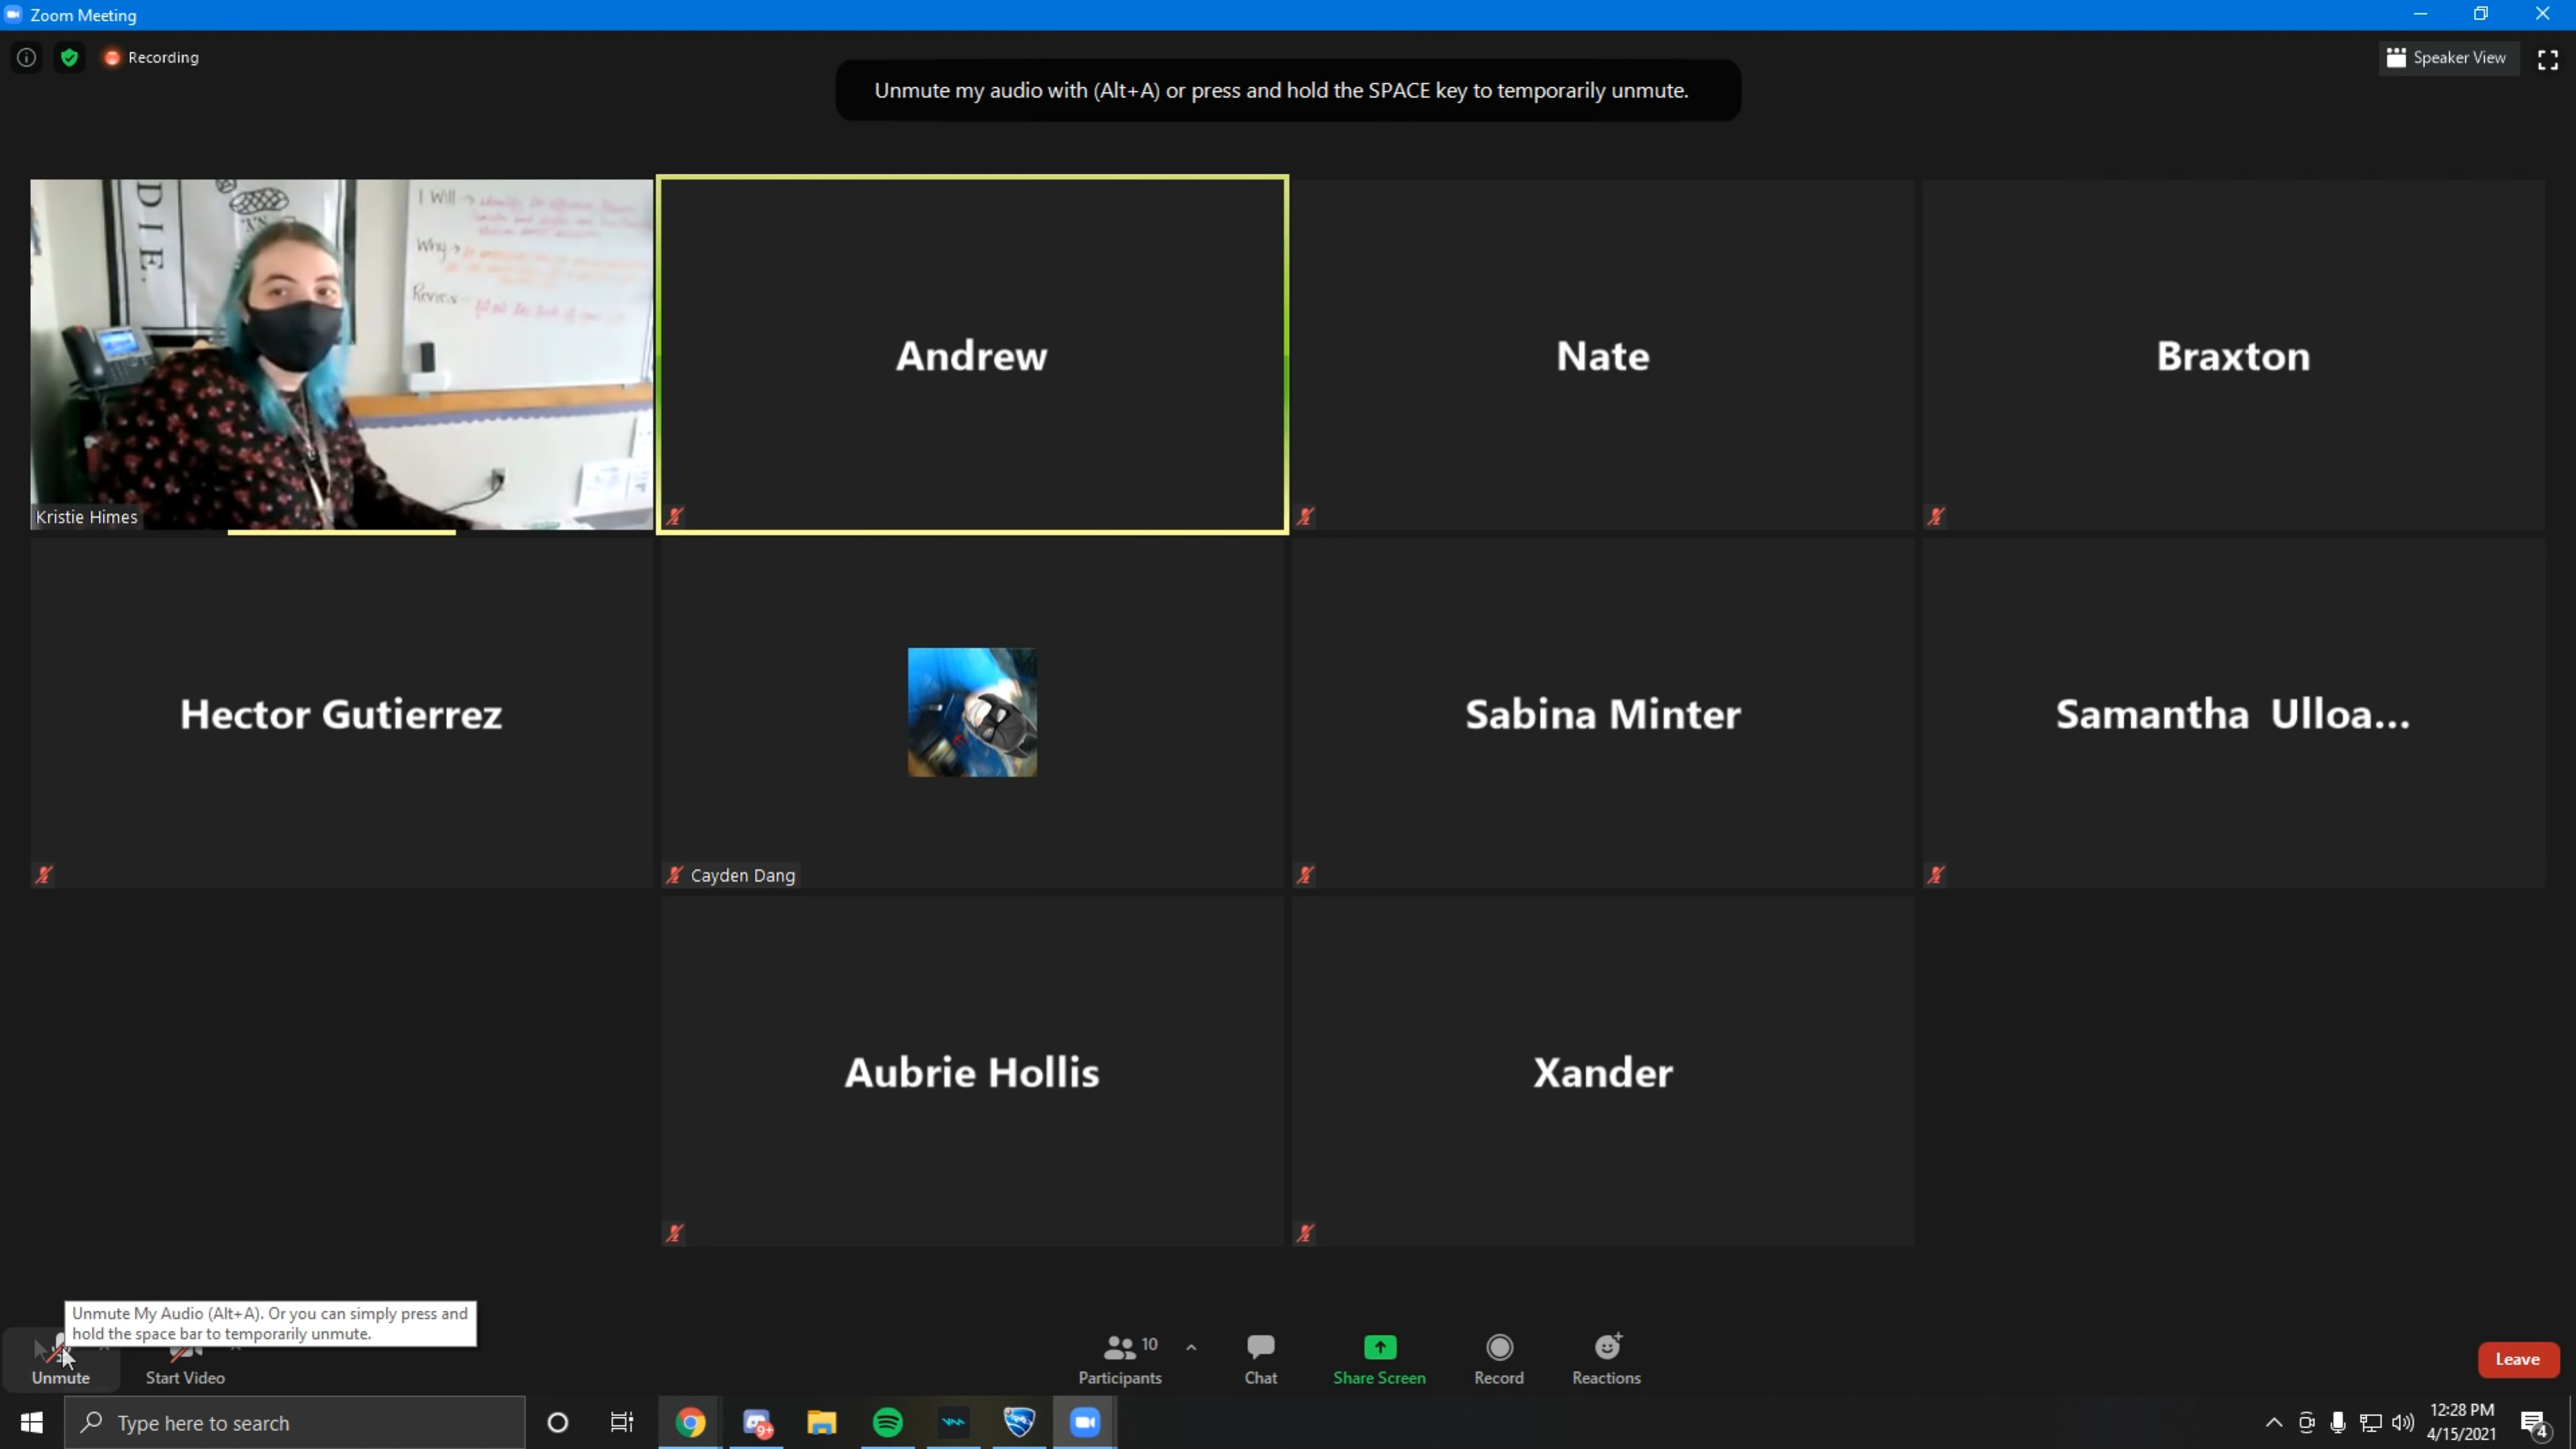 Zoom Meeting
Recording
Speaker View
Unmute my audio with (Alt+A) or press and hold the SPACE key to temporarily unmute.
DIE.
I Will →
Why →
Review
Kristie Himes
Andrew
Nate
Braxton
Hector Gutierrez
Cayden Dang
Sabina Minter
Samantha Ulloa...
Aubrie Hollis
Xander
Unmute My Audio (Alt+A). Or you can simply press and
hold the space bar to temporarily unmute.
Unmute
Start Video
10
Participants
Chat
Share Screen
Record
Reactions
Leave
Type here to search
9+
12:28 PM
4/15/2021
4